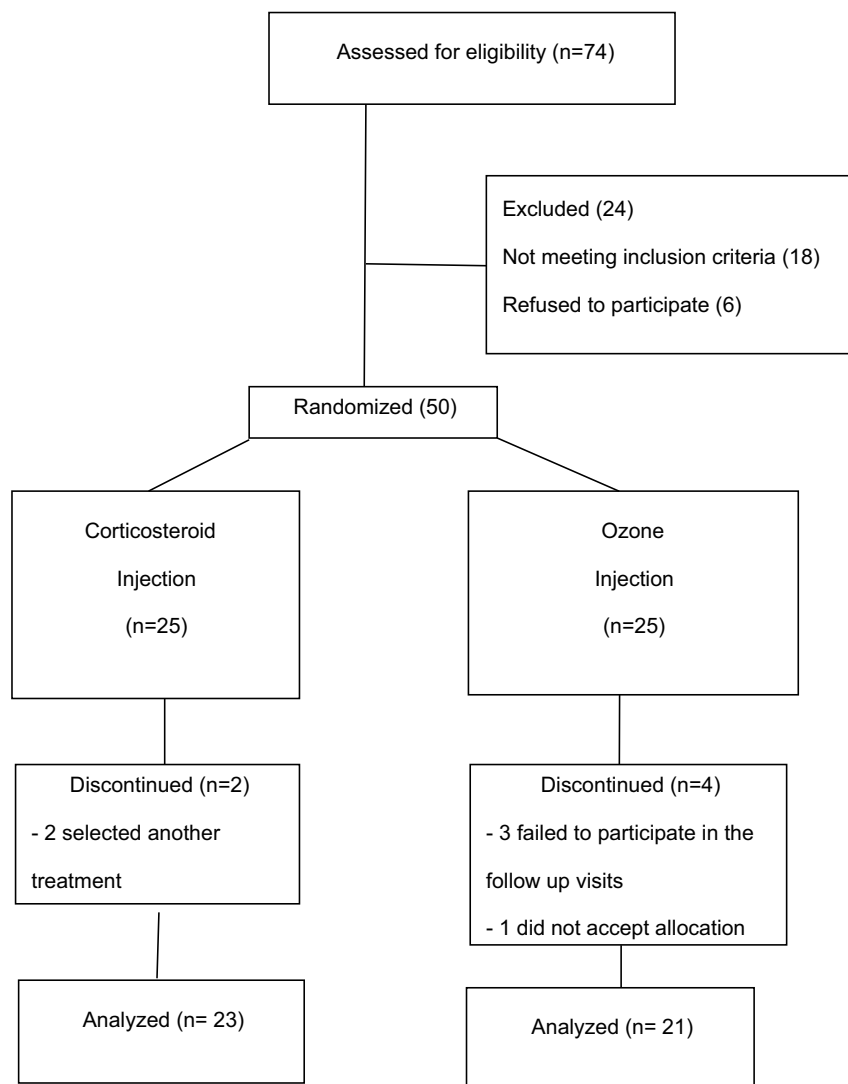 Assessed for eligibility (n=74)
Excluded (24)
Not meeting inclusion criteria (18)
Refused to participate (6)
Randomized (50)
Corticosteroid
Injection
(n=25)
Ozone
Injection
(n=25)
Discontinued (n=2)
- 2 selected another
treatment
Discontinued (n=4)
- 3 failed to participate in the
follow up visits
- 1 did not accept allocation
Analyzed (n= 23)
Analyzed (n= 21)